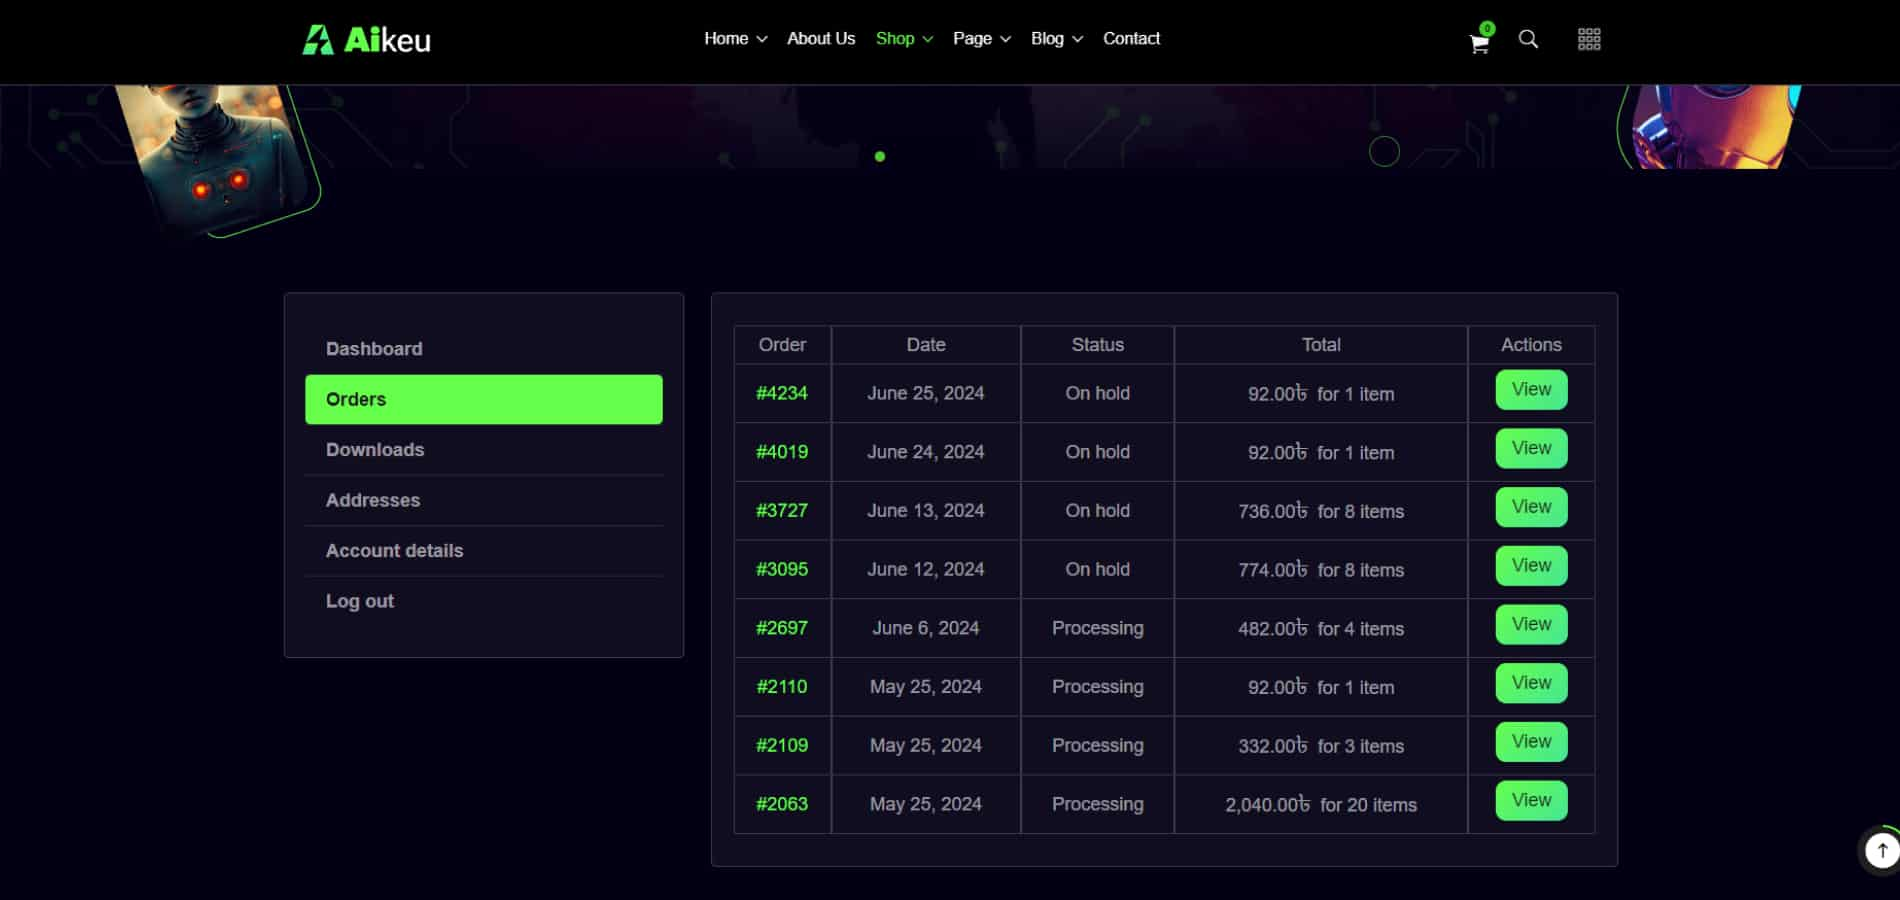 Aikeu
Home About Us Shop Page Blog Contact
0
Dashboard
Orders
Downloads
Addresses
Account details
Log out
Order Date Status Total Actions
#4234 June 25, 2024 On hold 92.00৳ for 1 item View
#4019 June 24, 2024 On hold 92.00৳ for 1 item View
#3727 June 13, 2024 On hold 736.00৳ for 8 items View
#3095 June 12, 2024 On hold 774.00৳ for 8 items View
#2697 June 6, 2024 Processing 482.00৳ for 4 items View
#2110 May 25, 2024 Processing 92.00৳ for 1 item View
#2109 May 25, 2024 Processing 332.00৳ for 3 items View
#2063 May 25, 2024 Processing 2,040.00৳ for 20 items View